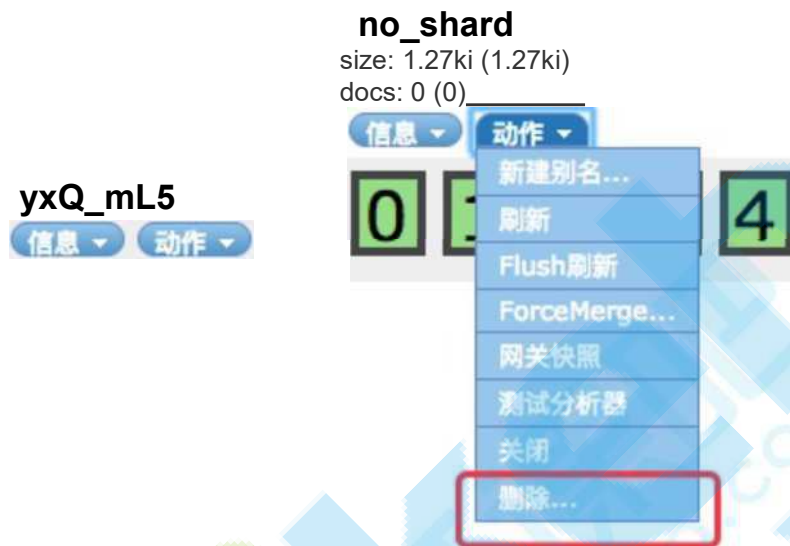 no_shard
size: 1.27ki (1.27ki)
docs: 0 (0)
信息 动作
新建别名...
yxQ_mL5
0 1 4
刷新
信息 动作
Flush刷新
ForceMerge...
网关快照
测试分析器
关闭
删除...